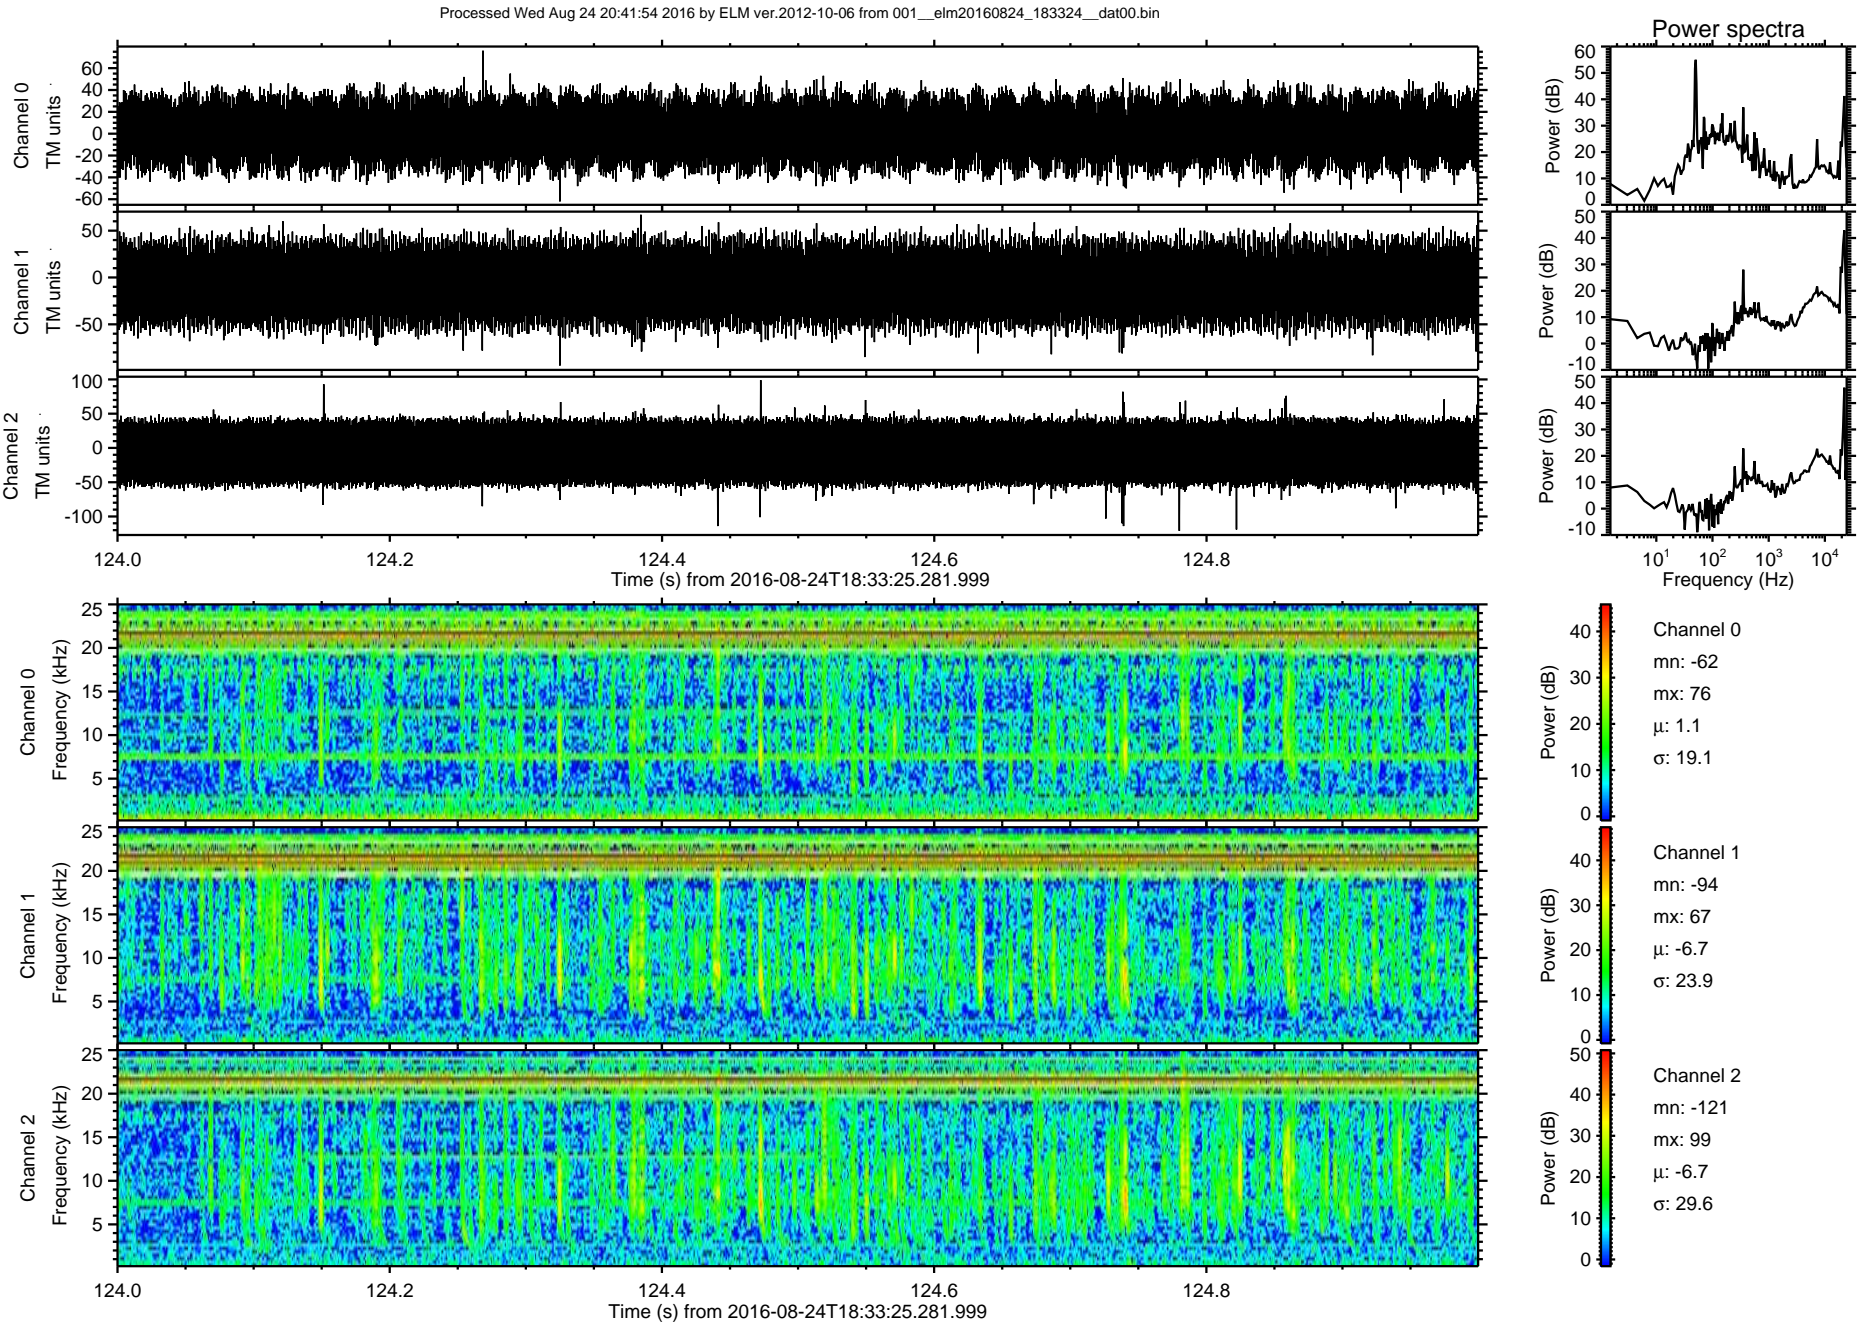 Processed Wed Aug 24 20:41:54 2016 by ELM ver.2012-10-06 from 001__elm20160824_183324__dat00.bin
Power spectra
Channel 0
TM units
60
40
20
0
-20
-40
-60
Power (dB)
60
50
40
30
20
10
0
Channel 1
TM units
50
0
-50
Power (dB)
50
40
30
20
10
0
-10
Channel 2
TM units
100
50
0
-50
-100
Power (dB)
50
40
30
20
10
0
-10
124.0 124.2 124.4 124.6 124.8
Time (s) from 2016-08-24T18:33:25.281.999
10^1 10^2 10^3 10^4
Frequency (Hz)
Channel 0
Frequency (kHz)
25
20
15
10
5
Power (dB)
40
30
20
10
0
Channel 0
mn: -62
mx: 76
μ: 1.1
σ: 19.1
Channel 1
Frequency (kHz)
25
20
15
10
5
Power (dB)
40
30
20
10
0
Channel 1
mn: -94
mx: 67
μ: -6.7
σ: 23.9
Channel 2
Frequency (kHz)
25
20
15
10
5
Power (dB)
50
40
30
20
10
0
Channel 2
mn: -121
mx: 99
μ: -6.7
σ: 29.6
124.0 124.2 124.4 124.6 124.8
Time (s) from 2016-08-24T18:33:25.281.999